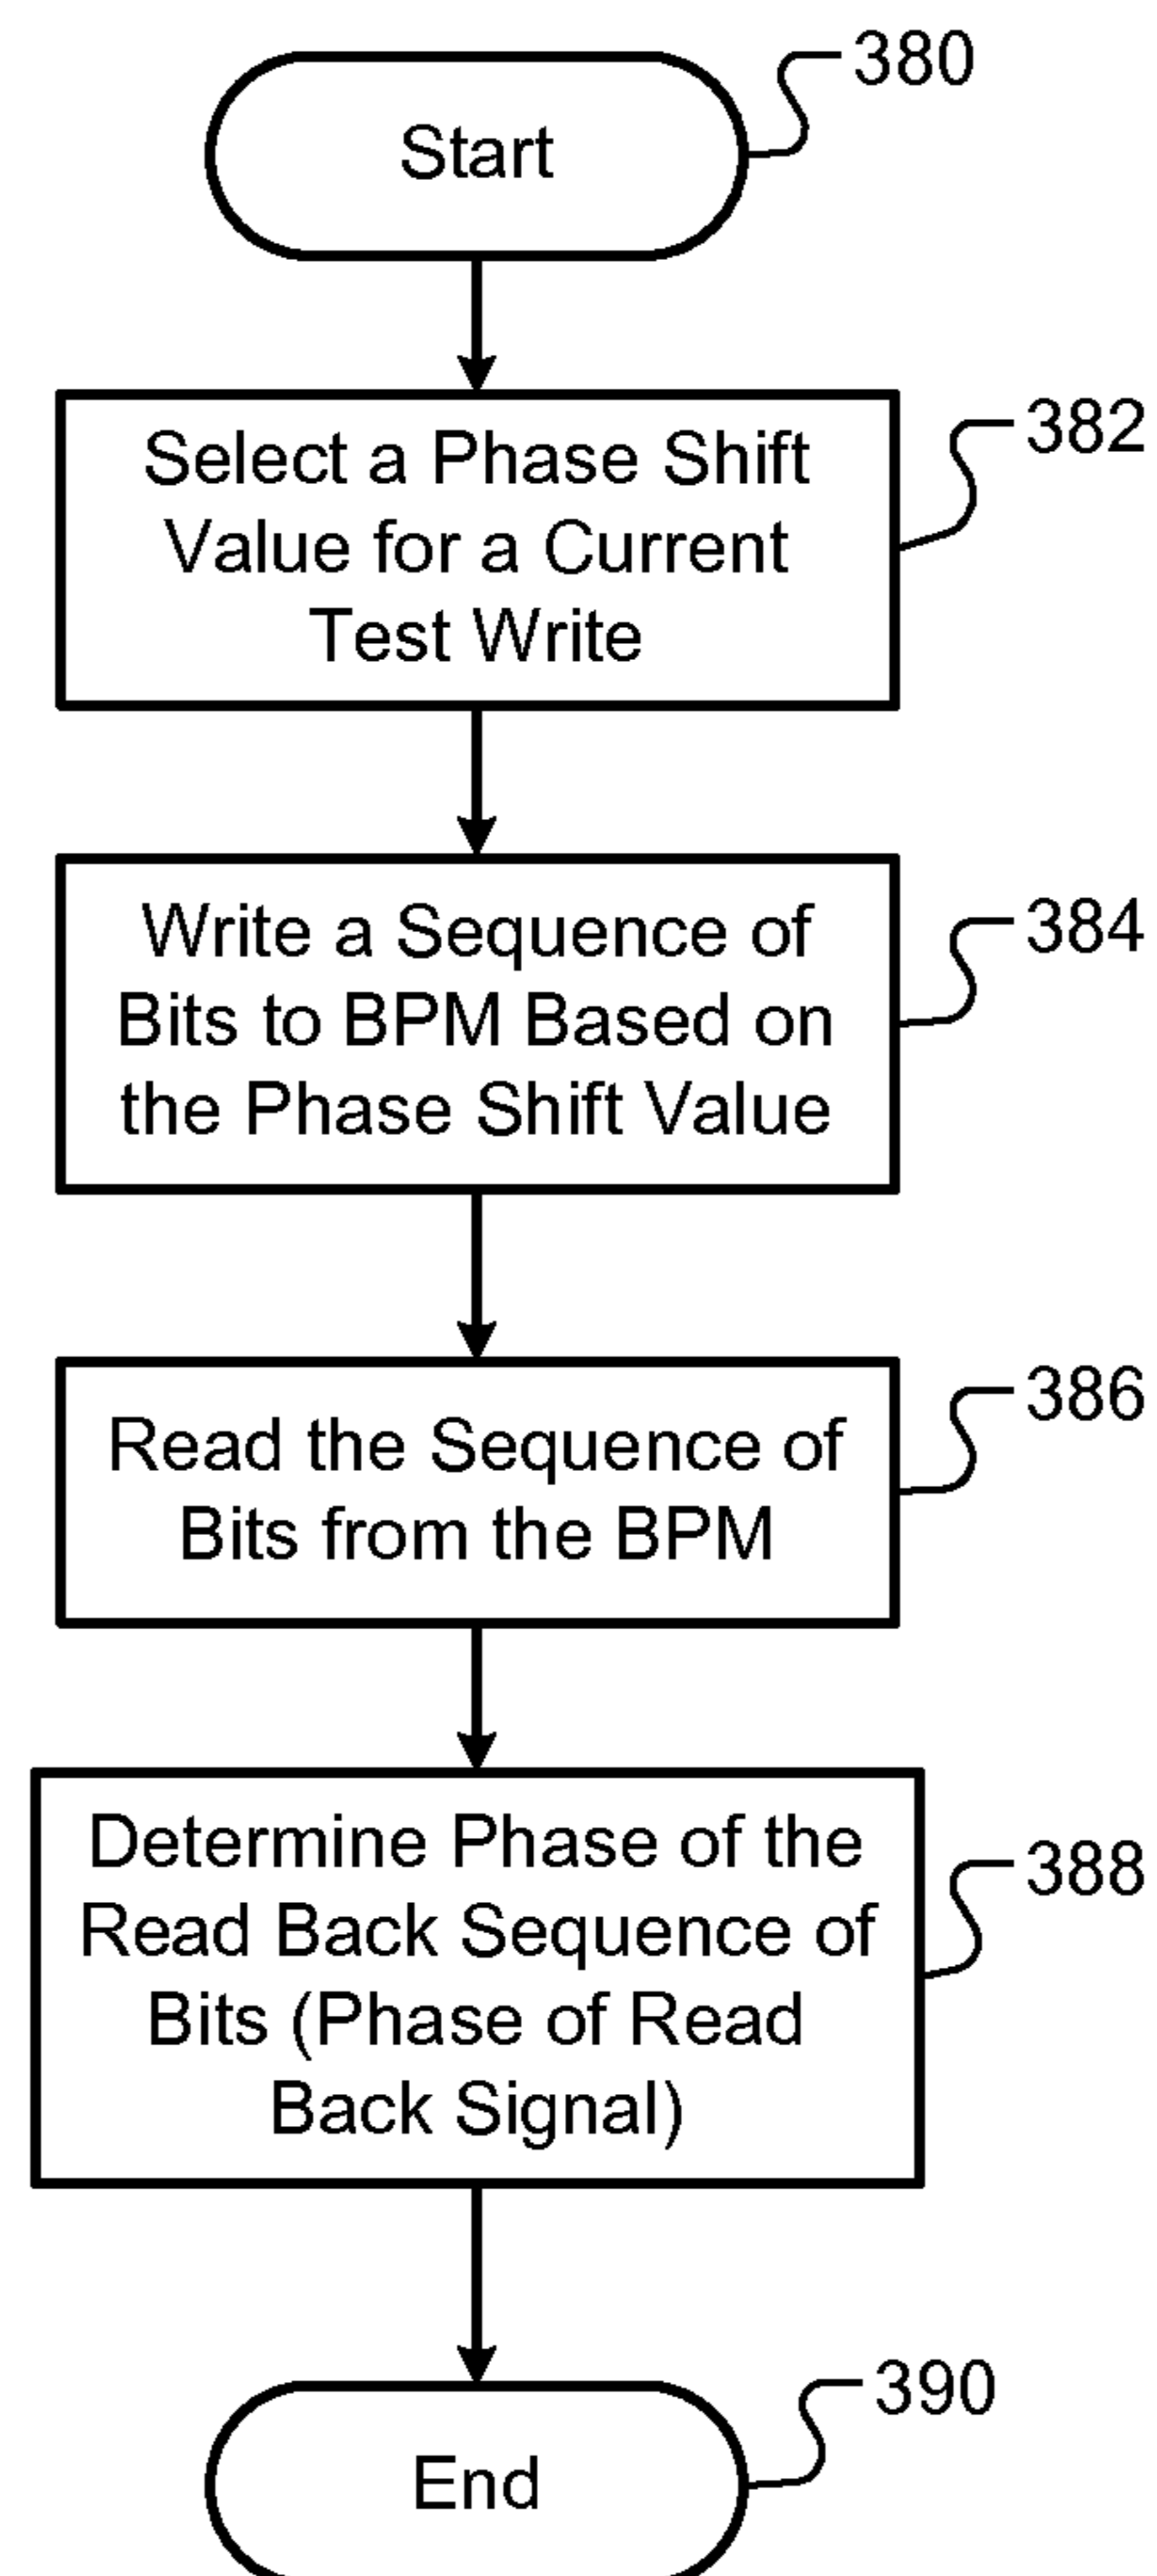 380
Start
382
Select a Phase Shift
Value for a Current
Test Write
384
Write a Sequence of
Bits to BPM Based on
the Phase Shift Value
386
Read the Sequence of
Bits from the BPM
388
Determine Phase of the
Read Back Sequence of
Bits (Phase of Read
Back Signal)
390
End